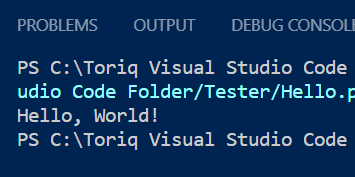 PROBLEMS OUTPUT DEBUG CONSOLE
PS C:\Toriq Visual Studio Code
udio Code Folder/Tester/Hello.p
Hello, World!
PS C:\Toriq Visual Studio Code